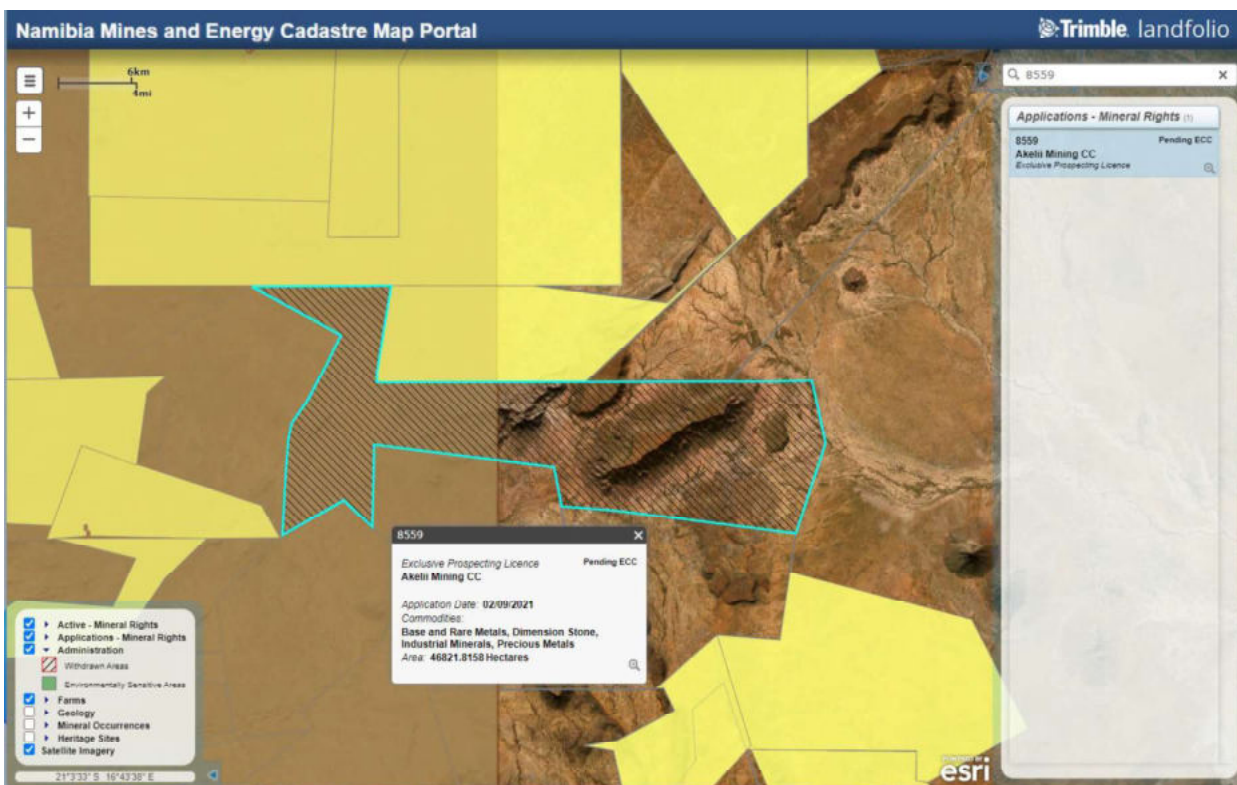 Namibia Mines and Energy Cadastre Map Portal
Trimble landfolio
6km
4mi
8559
Applications - Mineral Rights (1)
8559 Pending ECC
Akelii Mining CC
Exclusive Prospecting Licence
8559
Exclusive Prospecting Licence Pending ECC
Akelii Mining CC
Application Date: 02/09/2021
Commodities:
Base and Rare Metals, Dimension Stone,
Industrial Minerals, Precious Metals
Area: 46821.8158 Hectares
Active - Mineral Rights
Applications - Mineral Rights
Administration
Withdrawn Areas
Environmentally Sensitive Areas
Farms
Geology
Mineral Occurrences
Heritage Sites
Satellite Imagery
21°3'33" S 16°43'38" E
POWERED BY
esri